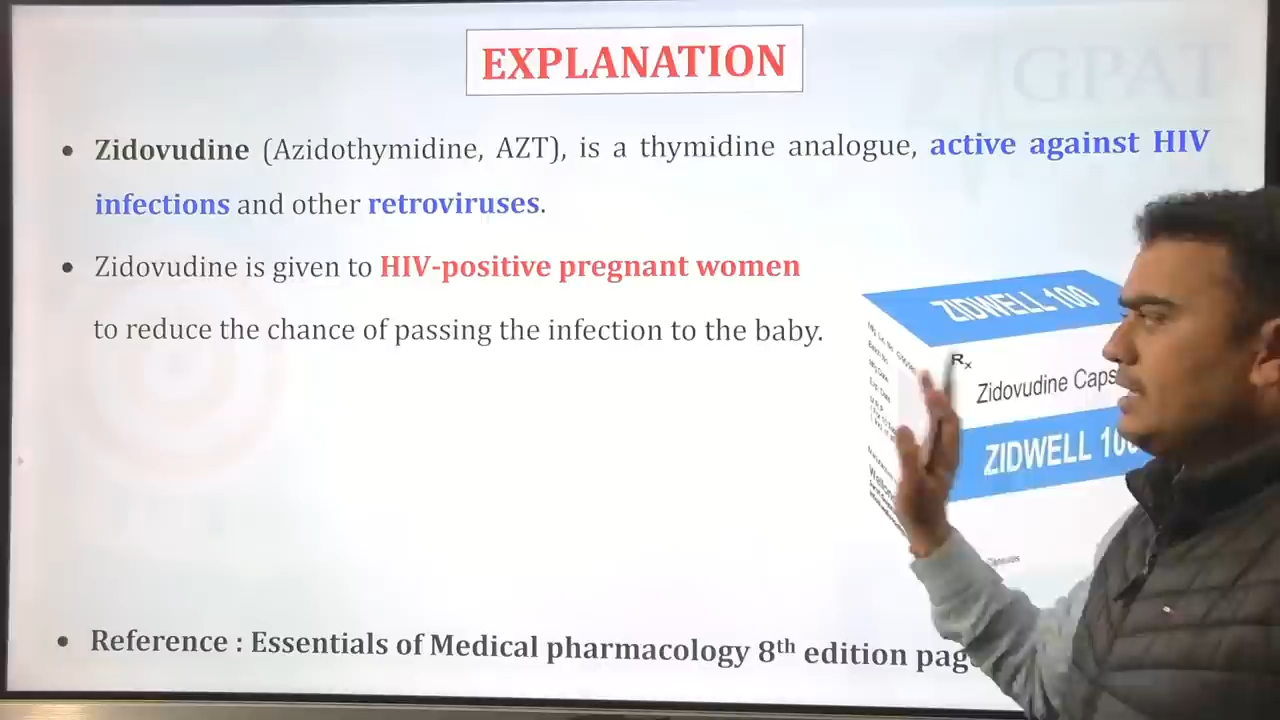 GPAT
EXPLANATION
• Zidovudine (Azidothymidine, AZT), is a thymidine analogue, active against HIV
infections and other retroviruses.
• Zidovudine is given to HIV-positive pregnant women
to reduce the chance of passing the infection to the baby.
ZIDWELL 100
Rx
Zidovudine Caps
ZIDWELL 100
• Reference : Essentials of Medical pharmacology 8th edition pag